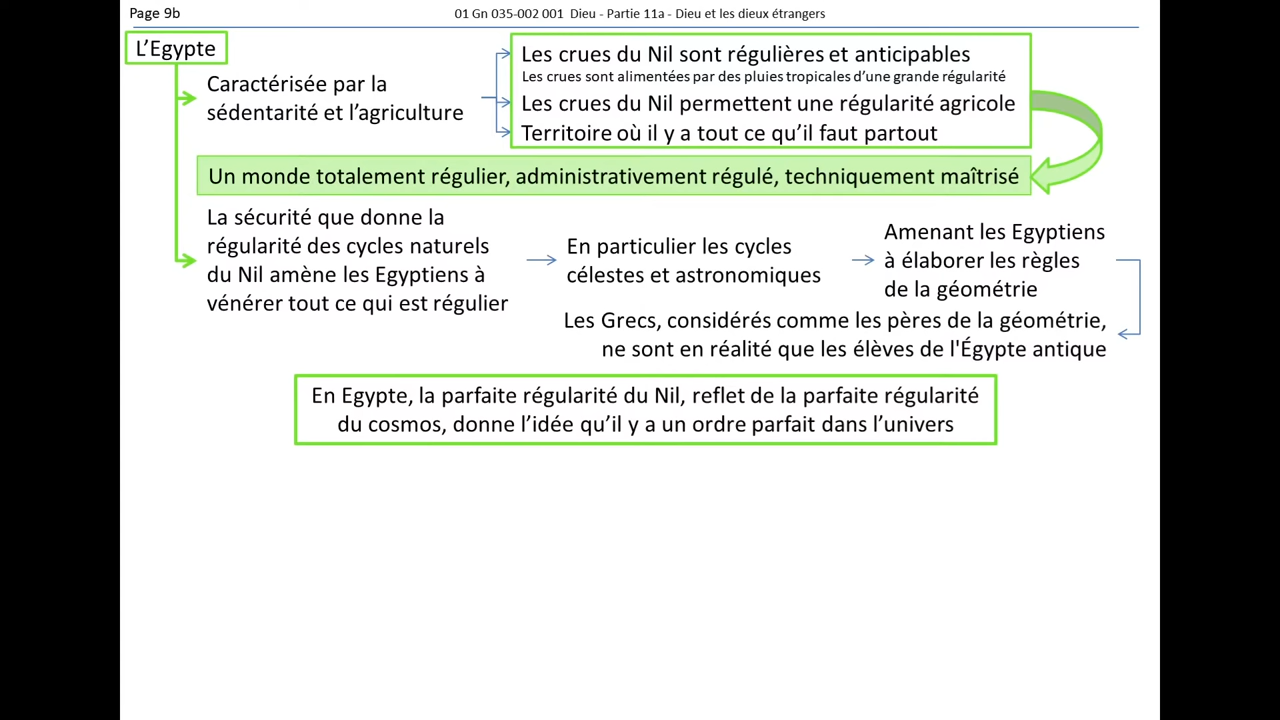 Page 9b
01 Gn 035-002 001 Dieu - Partie 11a - Dieu et les dieux étrangers
L’Egypte
Caractérisée par la
sédentarité et l’agriculture
Les crues du Nil sont régulières et anticipables
Les crues sont alimentées par des pluies tropicales d’une grande régularité
Les crues du Nil permettent une régularité agricole
Territoire où il y a tout ce qu’il faut partout
Un monde totalement régulier, administrativement régulé, techniquement maîtrisé
La sécurité que donne la
régularité des cycles naturels
du Nil amène les Egyptiens à
vénérer tout ce qui est régulier
En particulier les cycles
célestes et astronomiques
Amenant les Egyptiens
à élaborer les règles
de la géométrie
Les Grecs, considérés comme les pères de la géométrie,
ne sont en réalité que les élèves de l'Égypte antique
En Egypte, la parfaite régularité du Nil, reflet de la parfaite régularité
du cosmos, donne l’idée qu’il y a un ordre parfait dans l’univers